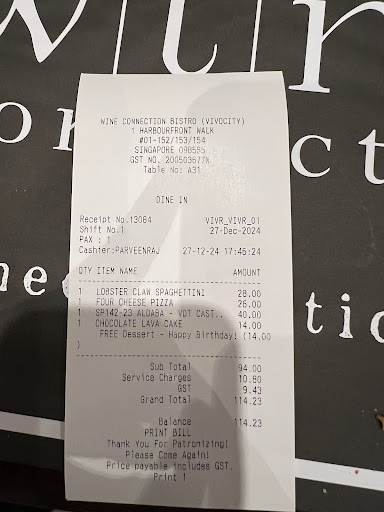 WINE CONNECTION BISTRO (VIVOCITY)
1 HARBOURFRONT WALK
#01-152/153/154
SINGAPORE 098585
GST NO. 200503677K
Table No: A31
DINE IN
Receipt No.13084 VIVR_VIVR_01
Shift No.1 27-Dec-2024
PAX : 1 27-12-24 17:46:24
Cashier:PARVEENRAJ
QTY ITEM NAME AMOUNT
1 LOBSTER CLAW SPAGHETTINI 28.00
1 FOUR CHEESE PIZZA 26.00
1 SP142-23 ALDABA - VDT CAST.. 40.00
1 CHOCOLATE LAVA CAKE 14.00
FREE Dessert - Happy Birthday! (14.00
)
Sub Total 94.00
Service Charges 10.80
GST 9.43
Grand Total 114.23
Balance 114.23
PRINT BILL
Thank You For Patronizing!
Please Come Again!
Price payable includes GST.
Print 1